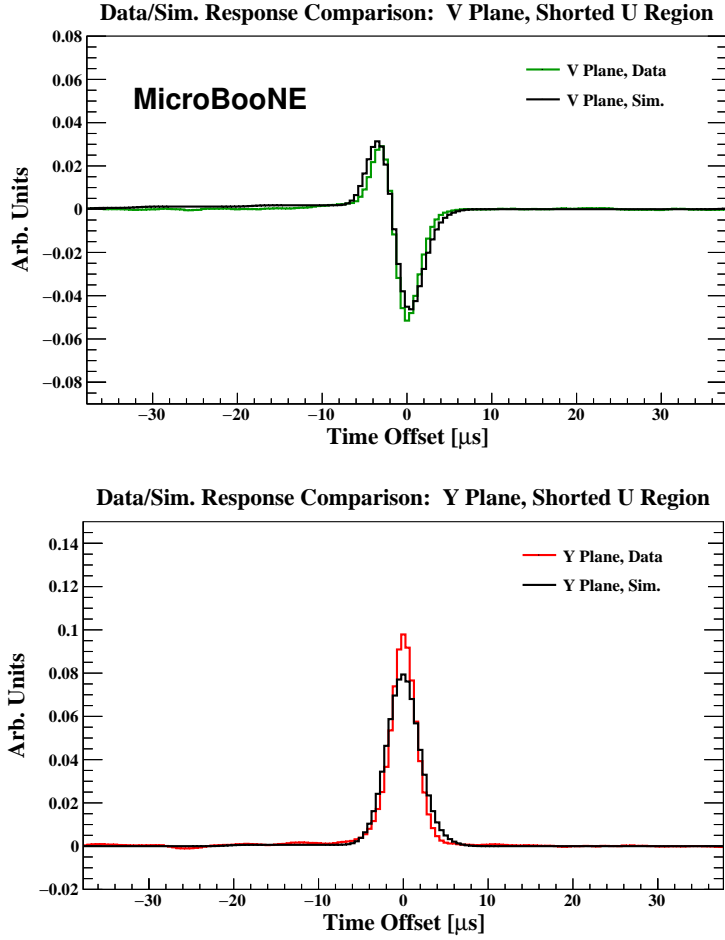 Data/Sim. Response Comparison: V Plane, Shorted U Region
0.08
0.06
0.04
0.02
0
−0.02
−0.04
−0.06
−0.08
Arb. Units
MicroBooNE
V Plane, Data
V Plane, Sim.
−30 −20 −10 0 10 20 30
Time Offset [μs]
Data/Sim. Response Comparison: Y Plane, Shorted U Region
0.14
0.12
0.1
0.08
0.06
0.04
0.02
0
−0.02
Arb. Units
Y Plane, Data
Y Plane, Sim.
−30 −20 −10 0 10 20 30
Time Offset [μs]